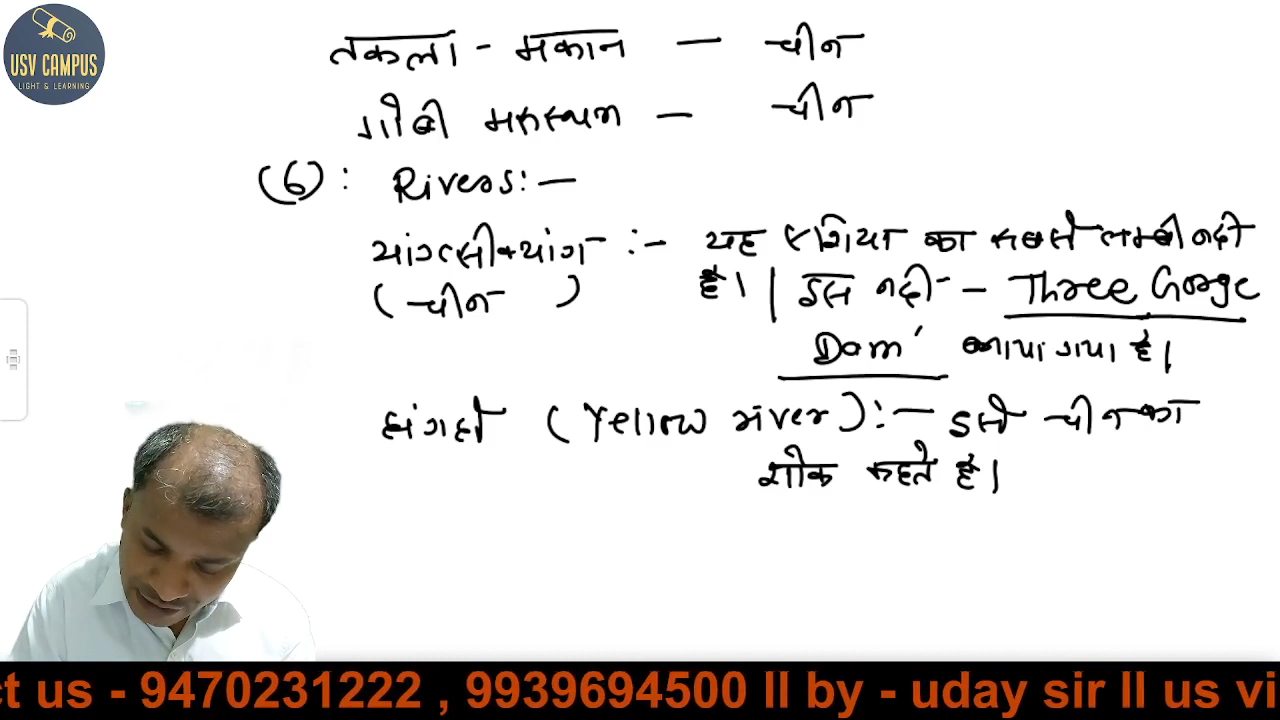 USV CAMPUS
LIGHT & LEARNING
तकला - मकान — चीन
गोबी मरुस्थल — चीन
(6) : Rivers:—
यांगत्सीक्यांग :- यह एशिया का सबसे लम्बी नदी
(चीन) है। इस नदी - Three Gorge
Dam' बनाया गया है।
ह्वांगहो (Yellow river):— इसे चीन का
शोक कहते हैं।
ct us - 9470231222 , 9939694500 ll by - uday sir ll us vi